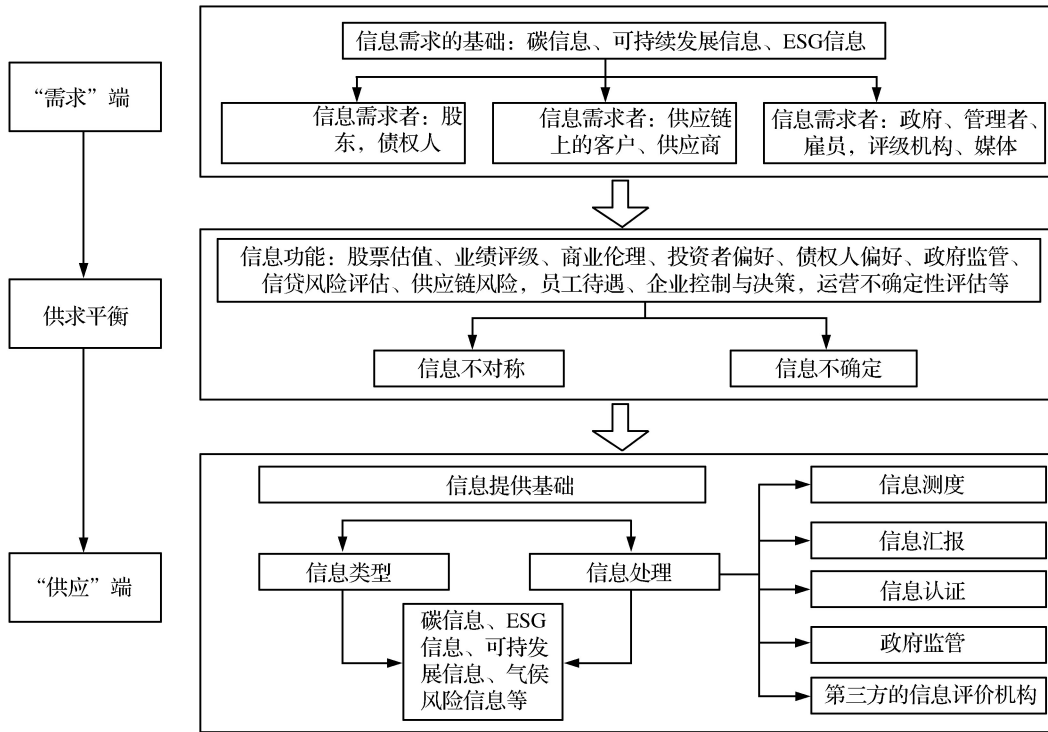 信息需求的基础：碳信息、可持续发展信息、ESG信息
“需求”端
信息需求者：股
东，债权人
信息需求者：供应链
上的客户、供应商
信息需求者：政府、管理者、
雇员，评级机构、媒体
信息功能：股票估值、业绩评级、商业伦理、投资者偏好、债权人偏好、政府监管、
信贷风险评估、供应链风险，员工待遇、企业控制与决策，运营不确定性评估等
供求平衡
信息不对称
信息不确定
信息提供基础
“供应”端
信息类型
信息处理
碳信息、ESG
信息、可持发
展信息、气侯
风险信息等
信息测度
信息汇报
信息认证
政府监管
第三方的信息评价机构